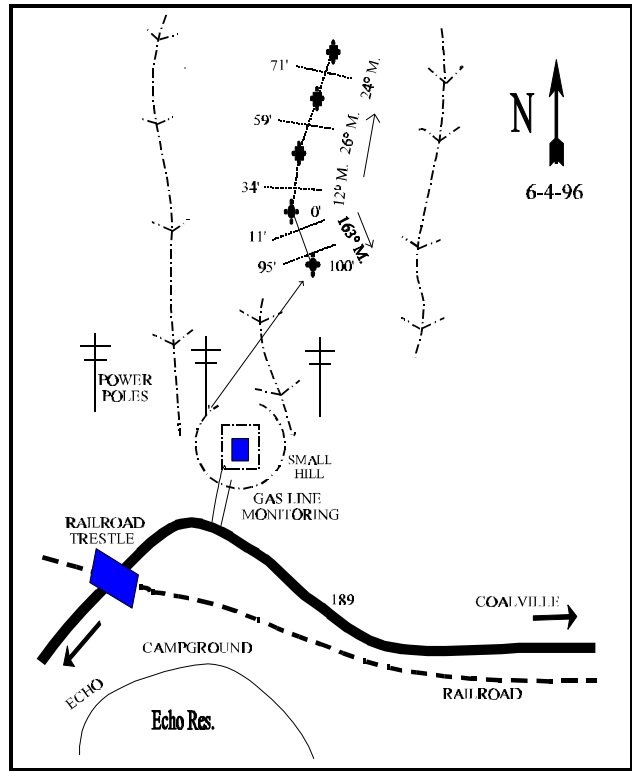 71'
24° M.
59'
26° M.
N
6-4-96
34'
12° M.
0'
11'
163° M.
95'
100'
POWER
POLES
SMALL
HILL
GAS LINE
MONITORING
RAILROAD
TRESTLE
189
COALVILLE
CAMPGROUND
ECHO
RAILROAD
Echo Res.